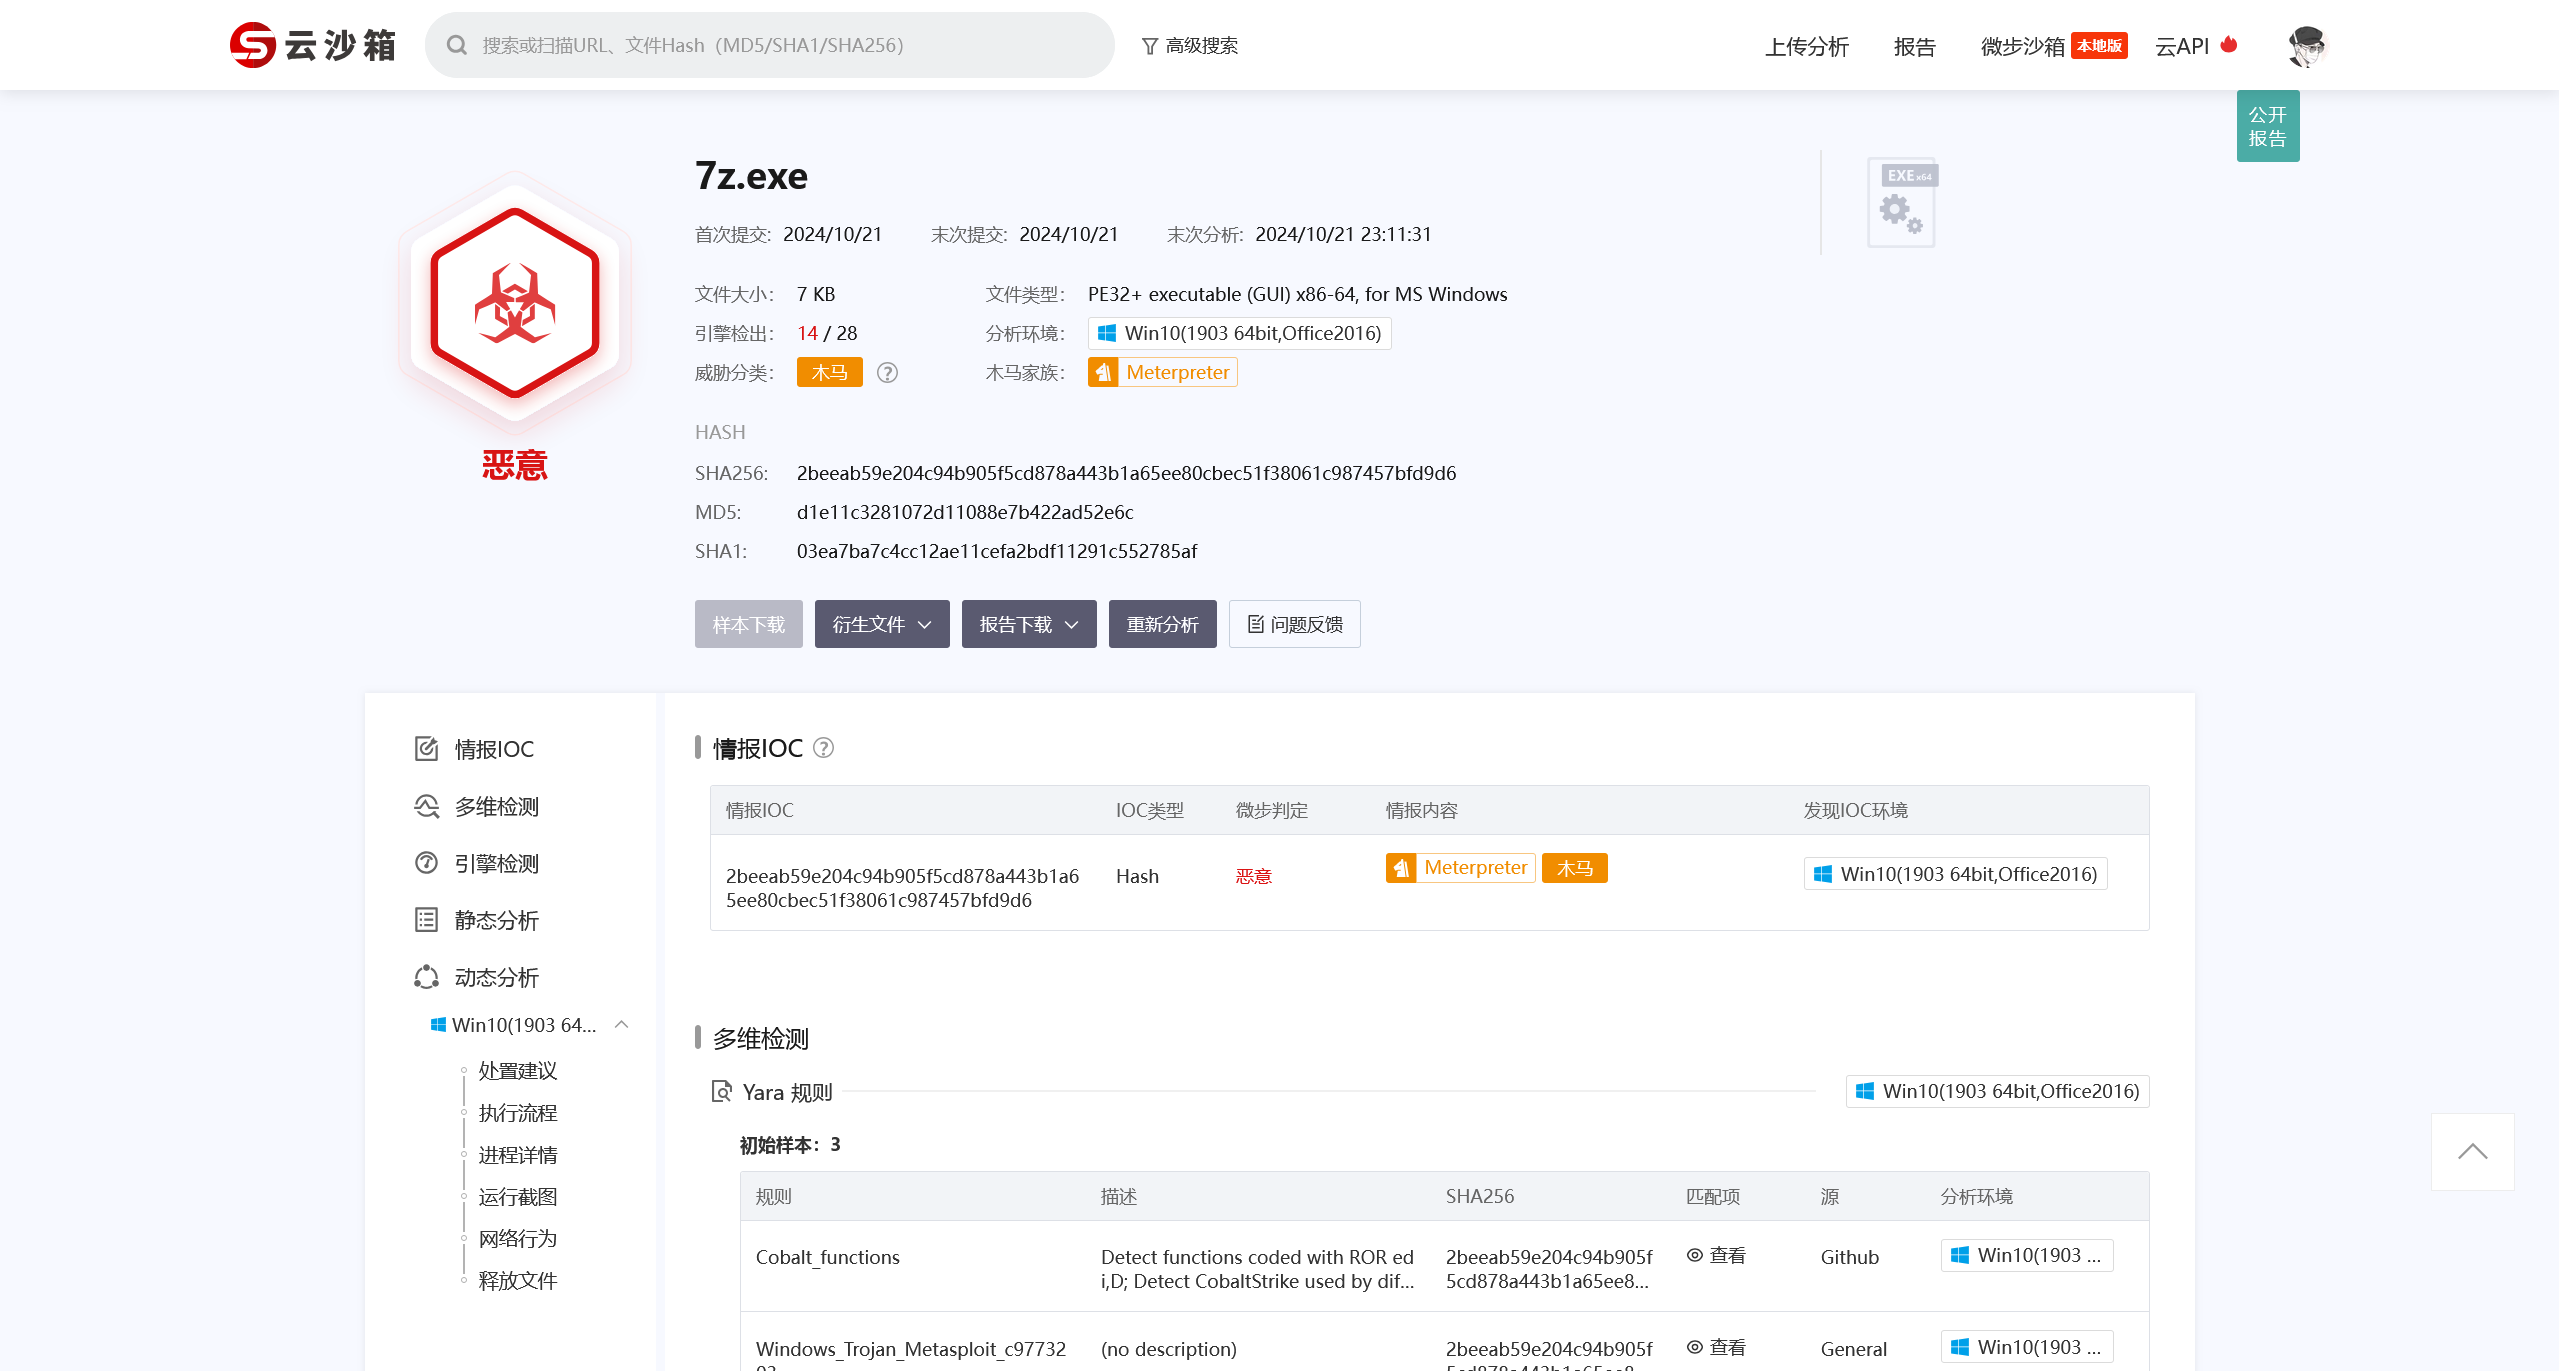 云沙箱
搜索或扫描URL、文件Hash（MD5/SHA1/SHA256）
高级搜索
上传分析
报告
微步沙箱 本地版
云API
公开
报告
7z.exe
EXE x64
首次提交: 2024/10/21 末次提交: 2024/10/21 末次分析: 2024/10/21 23:11:31
文件大小: 7 KB 文件类型: PE32+ executable (GUI) x86-64, for MS Windows
引擎检出: 14 / 28 分析环境: Win10(1903 64bit,Office2016)
威胁分类: 木马 木马家族: Meterpreter
恶意
HASH
SHA256: 2beeab59e204c94b905f5cd878a443b1a65ee80cbec51f38061c987457bfd9d6
MD5: d1e11c3281072d11088e7b422ad52e6c
SHA1: 03ea7ba7c4cc12ae11cefa2bdf11291c552785af
样本下载 衍生文件 报告下载 重新分析 问题反馈
情报IOC
多维检测
引擎检测
静态分析
动态分析
Win10(1903 64...
处置建议
执行流程
进程详情
运行截图
网络行为
释放文件
情报IOC
情报IOC IOC类型 微步判定 情报内容 发现IOC环境
2beeab59e204c94b905f5cd878a443b1a6 Hash 恶意 Meterpreter 木马 Win10(1903 64bit,Office2016)
5ee80cbec51f38061c987457bfd9d6
多维检测
Yara 规则 Win10(1903 64bit,Office2016)
初始样本：3
规则 描述 SHA256 匹配项 源 分析环境
Cobalt_functions Detect functions coded with ROR ed 2beeab59e204c94b905f 查看 Github Win10(1903 ...
i,D; Detect CobaltStrike used by dif... 5cd878a443b1a65ee8...
Windows_Trojan_Metasploit_c97732 (no description) 2beeab59e204c94b905f 查看 General Win10(1903 ...